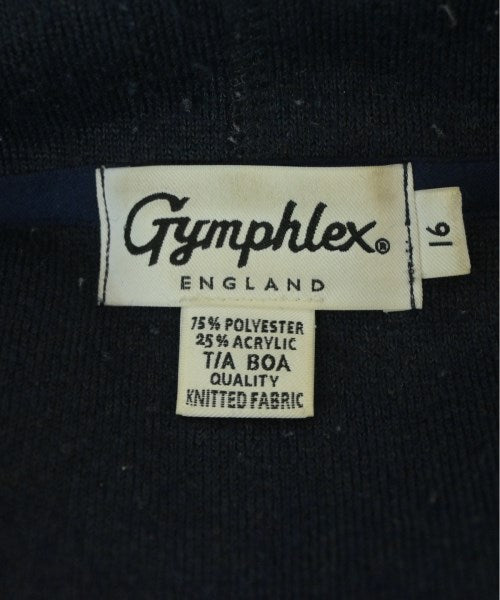 Gymphlex®
ENGLAND
16
75% POLYESTER
25% ACRYLIC
T/A BOA
QUALITY
KNITTED FABRIC